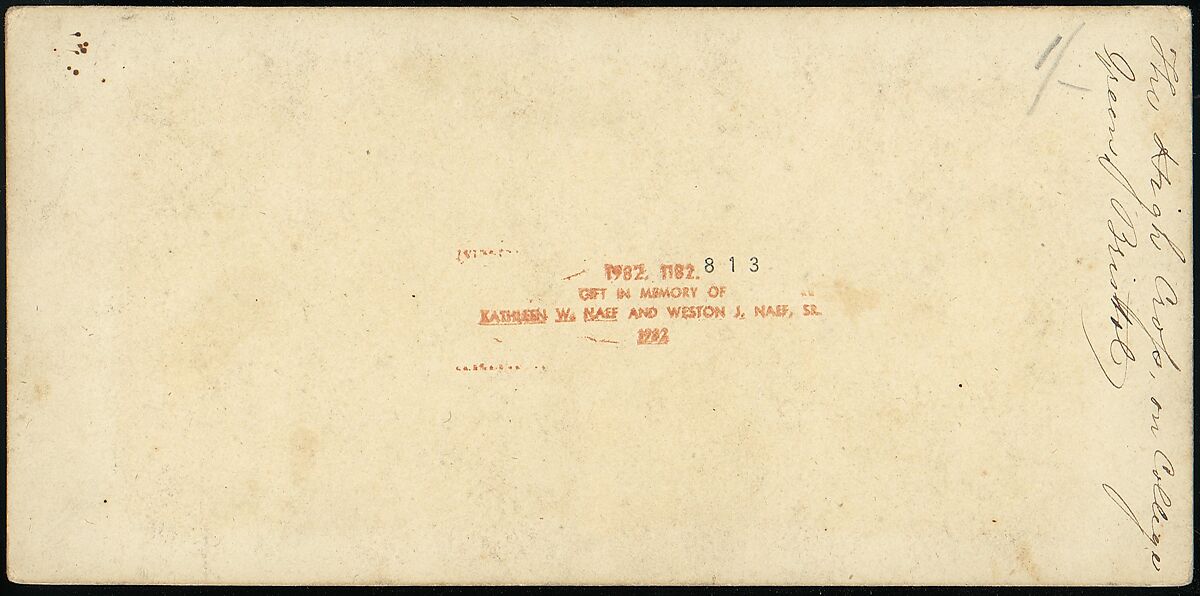 The High Cross, on College
Green, Bristol
1982. 1182. 813
GIFT IN MEMORY OF
KATHLEEN W. NAEF AND WESTON J. NAEF, SR.
1982